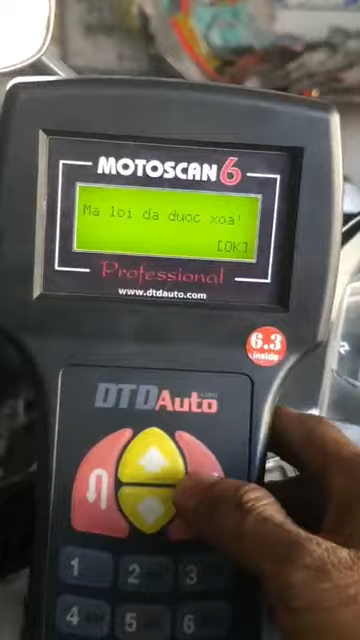 MOTOSCAN 6
Ma loi da duoc xoa!
[OK]
Professional
www.dtdauto.com
6.3
inside
DTDAuto
1 2 3
4 5 6